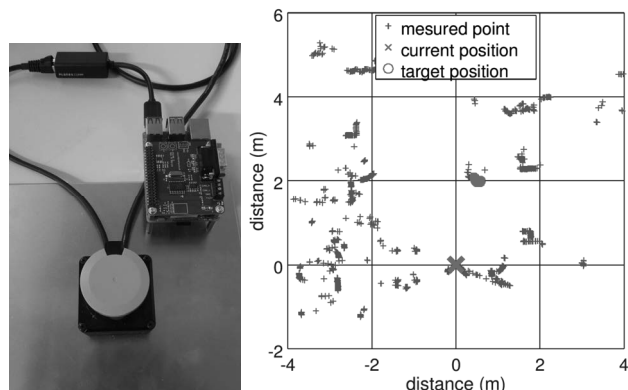 mesured point
current position
target position
6
4
2
0
-2
distance (m)
-4
-2
0
2
4
distance (m)